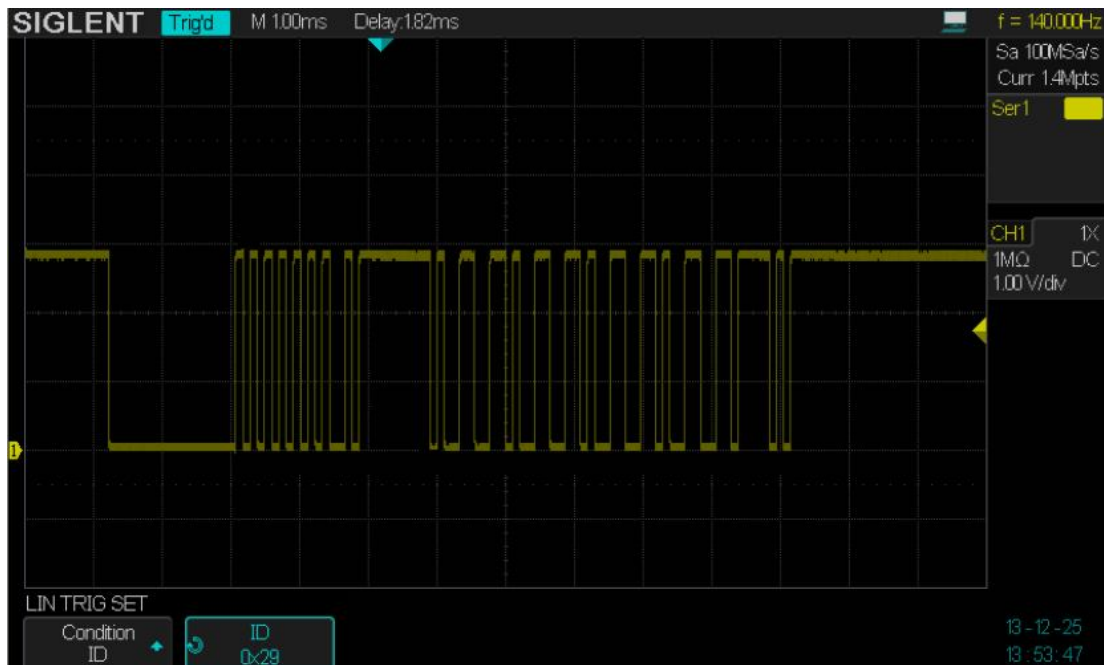 SIGLENT Trig'd M 1.00ms Delay:1.82ms f = 140.000Hz
Sa 100MSa/s
Curr 1.4Mpts
Ser1
CH1 1X
1MΩ DC
1.00 V/div
1
LIN TRIG SET
Condition
ID
ID
0x29
13-12-25
13:53:47